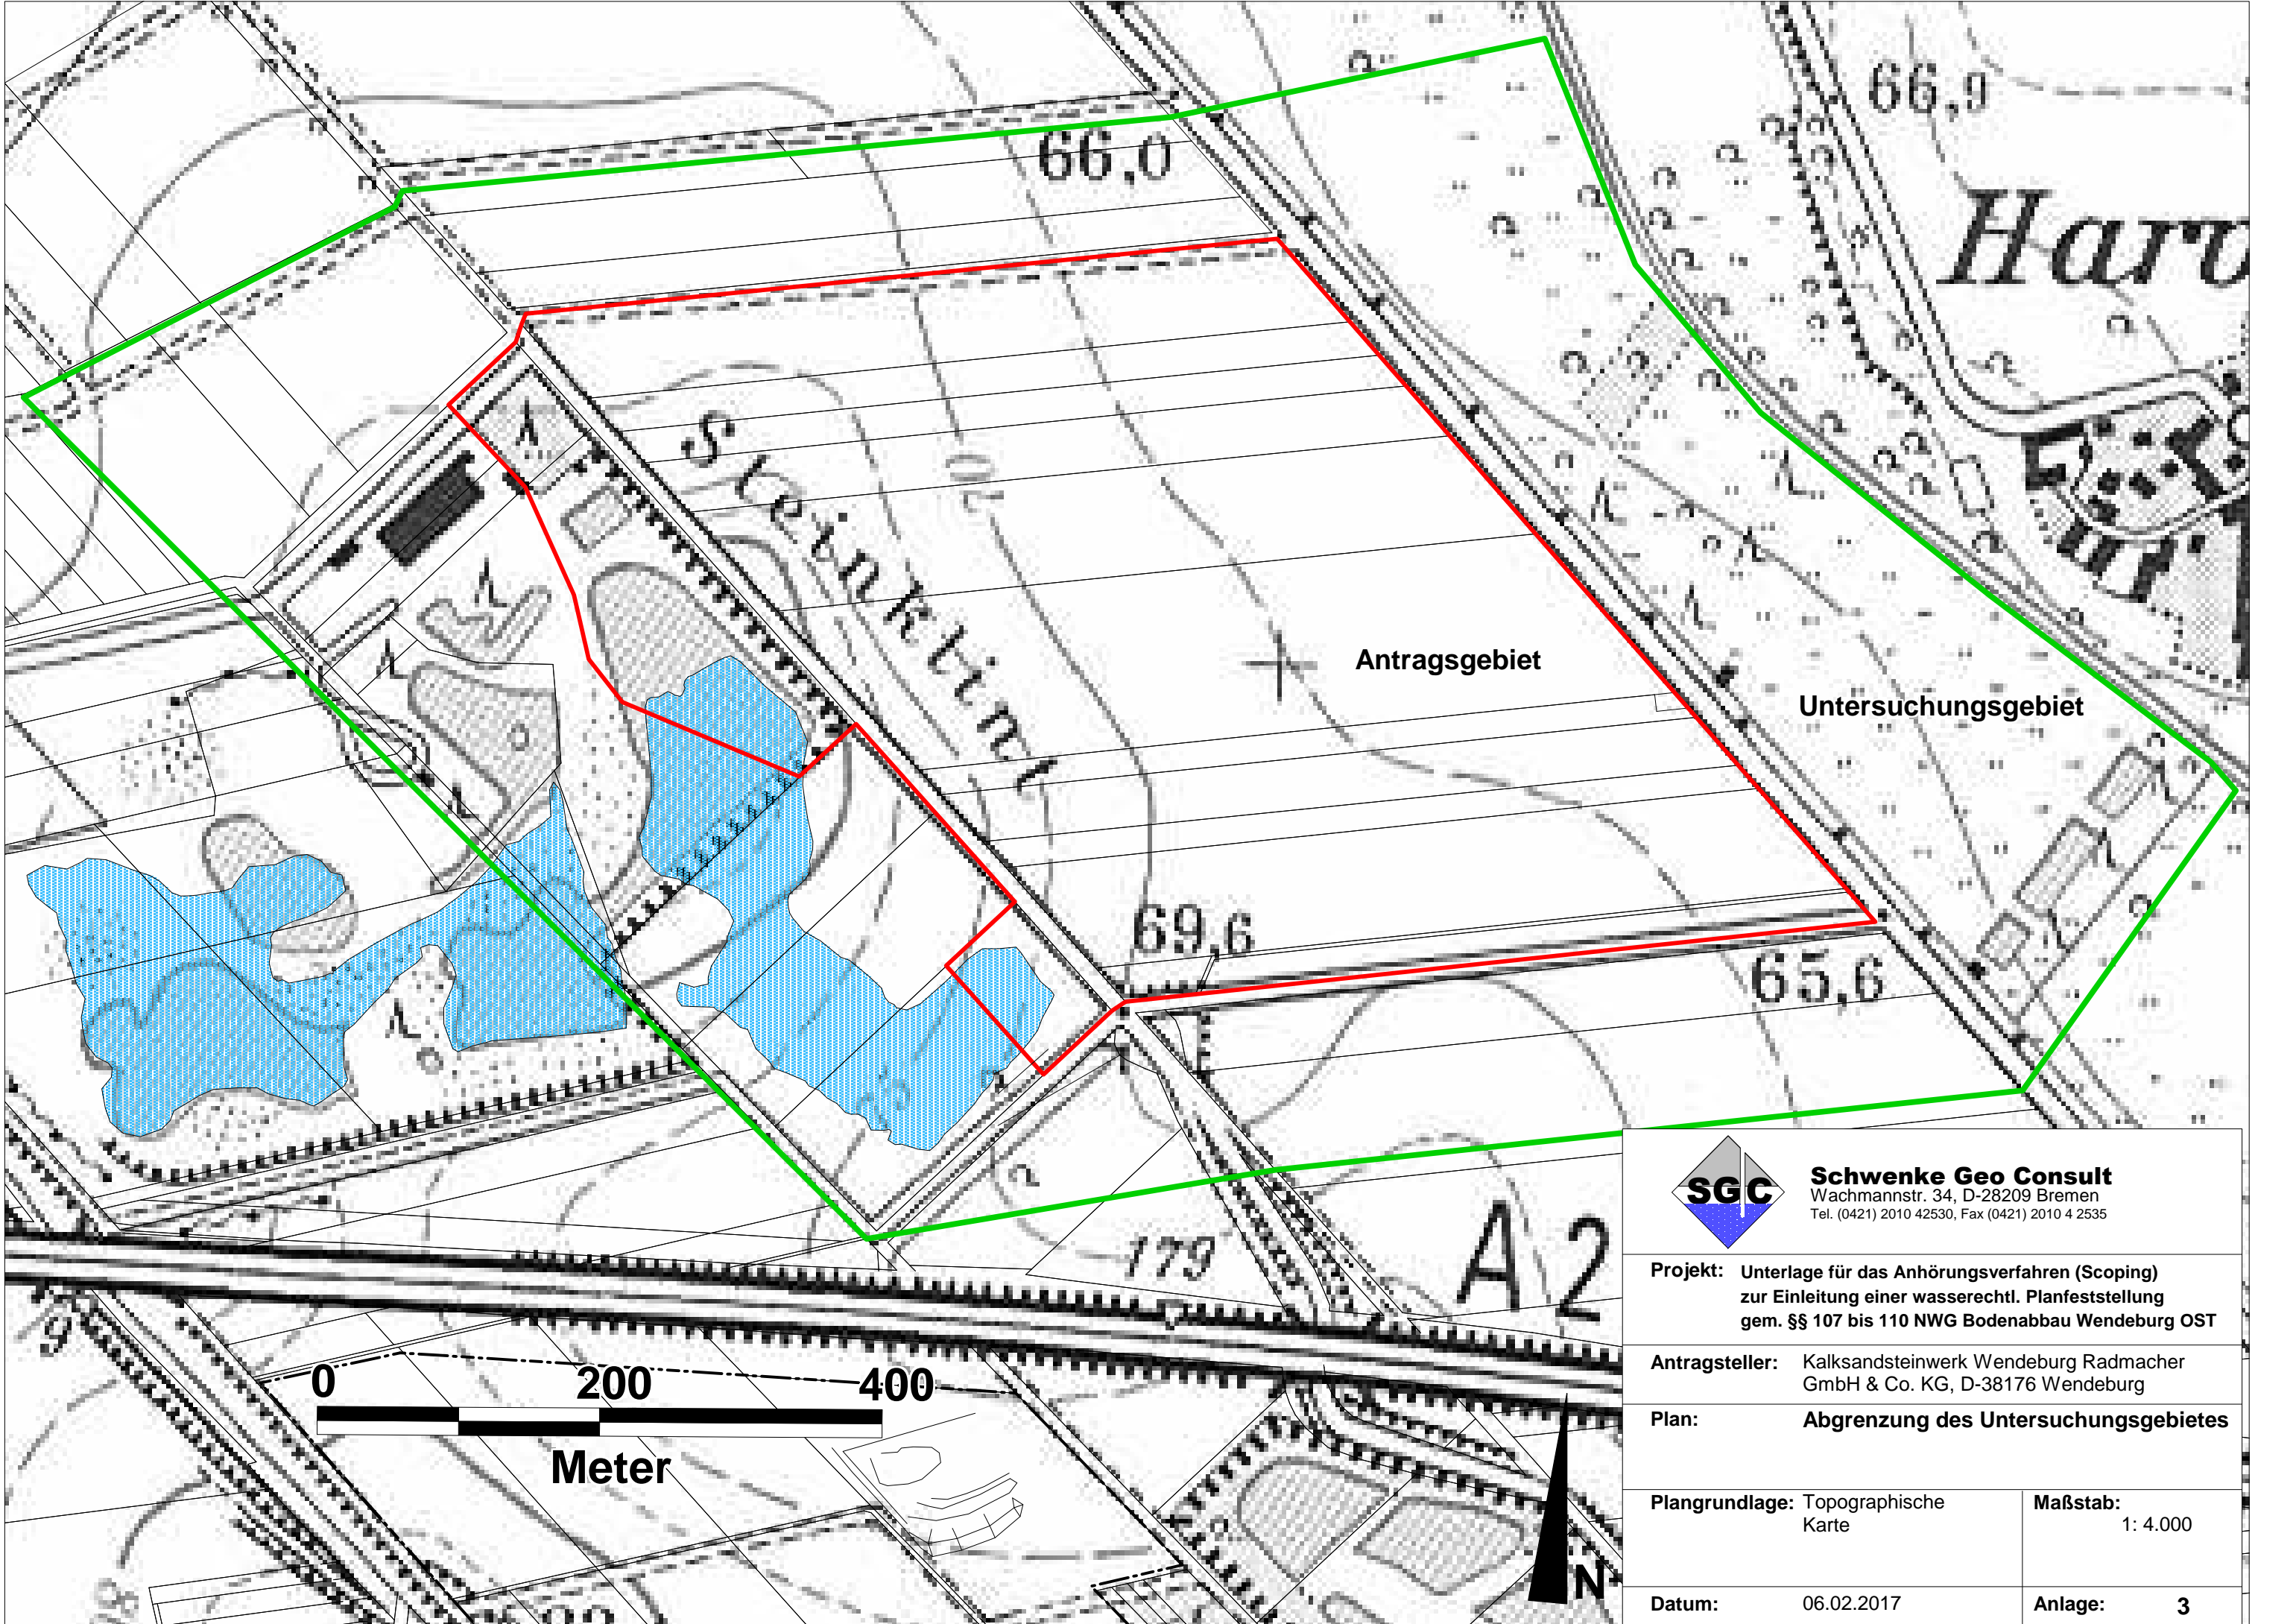 66,9
66,0
Harv
70
Steinktink
Antragsgebiet
Untersuchungsgebiet
69,6
65,6
179
A 2
0 200 400
Meter
N
SGC
Schwenke Geo Consult
Wachmannstr. 34, D-28209 Bremen
Tel. (0421) 2010 42530, Fax (0421) 2010 4 2535
Projekt: Unterlage für das Anhörungsverfahren (Scoping)
zur Einleitung einer wasserechtl. Planfeststellung
gem. §§ 107 bis 110 NWG Bodenabbau Wendeburg OST
Antragsteller: Kalksandsteinwerk Wendeburg Radmacher
GmbH & Co. KG, D-38176 Wendeburg
Plan: Abgrenzung des Untersuchungsgebietes
Plangrundlage: Topographische
Karte
Maßstab:
1: 4.000
Datum: 06.02.2017
Anlage: 3